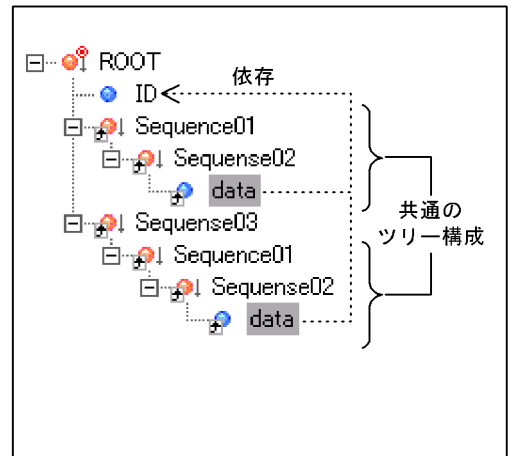 ROOT
依存
ID
Sequence01
Sequense02
data
Sequense03
共通の
ツリー構成
Sequence01
Sequense02
data